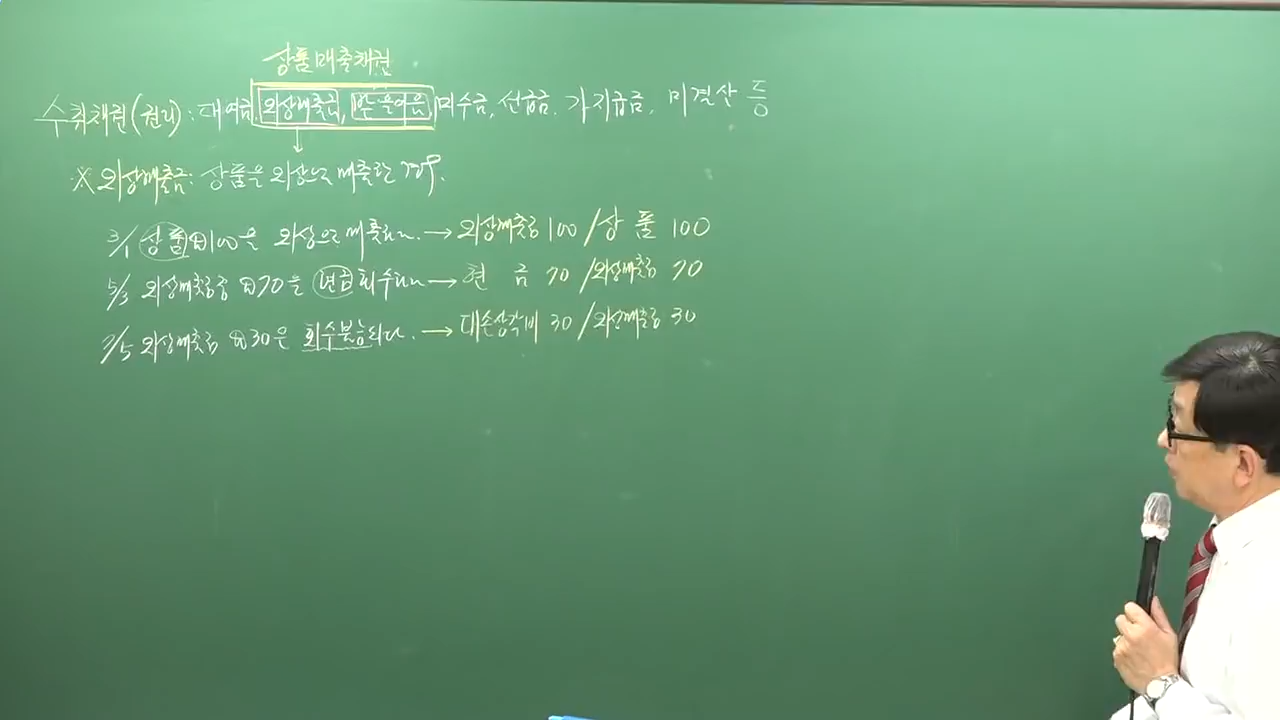 상품매출채권
수취채권(권리): 대여금, 외상매출금, 받을어음, 미수금, 선급금, 가지급금, 미결산 등
※ 외상매출금: 상품을 외상으로 매출한 경우.
3/1 상품 ₩100을 외상으로 매출하다. → 외상매출금 100 / 상 품 100
5/3 외상매출금중 ₩70을 현금 회수하다 → 현 금 70 / 외상매출금 70
7/5 외상매출금 ₩30은 회수불능되다. → 대손상각비 30 / 외상매출금 30